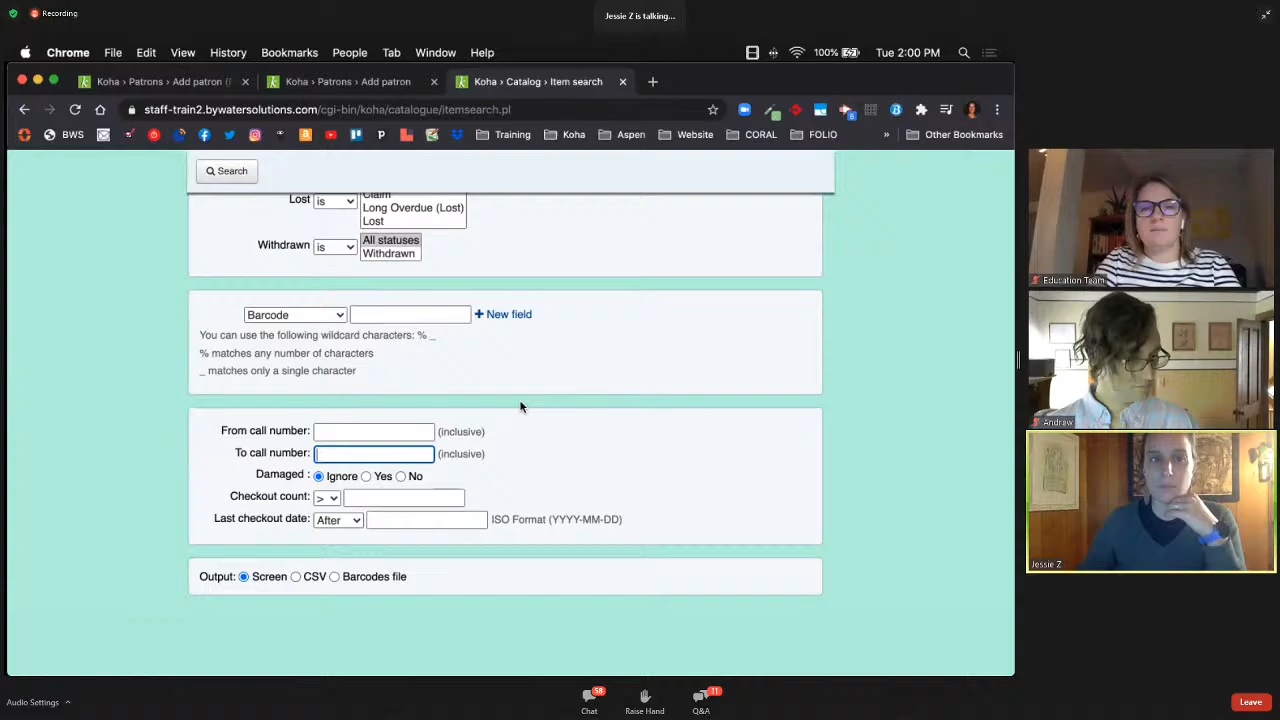 Recording
Jessie Z is talking...
Chrome File Edit View History Bookmarks People Tab Window Help 100% Tue 2:00 PM
Koha › Patrons › Add patron ( Koha › Patrons › Add patron Koha › Catalog › Item search
staff-train2.bywatersolutions.com/cgi-bin/koha/catalogue/itemsearch.pl
BWS Training Koha Aspen Website CORAL FOLIO » Other Bookmarks
Search
Claim
Lost is Long Overdue (Lost)
Lost
Withdrawn is All statuses
Withdrawn
Barcode + New field
You can use the following wildcard characters: % _
% matches any number of characters
_ matches only a single character
From call number: (inclusive)
To call number: (inclusive)
Damaged : Ignore Yes No
Checkout count: >
Last checkout date: After ISO Format (YYYY-MM-DD)
Output: Screen CSV Barcodes file
Education Team
Andrew
Jessie Z
Audio Settings
58
Chat
Raise Hand
11
Q&A
Leave